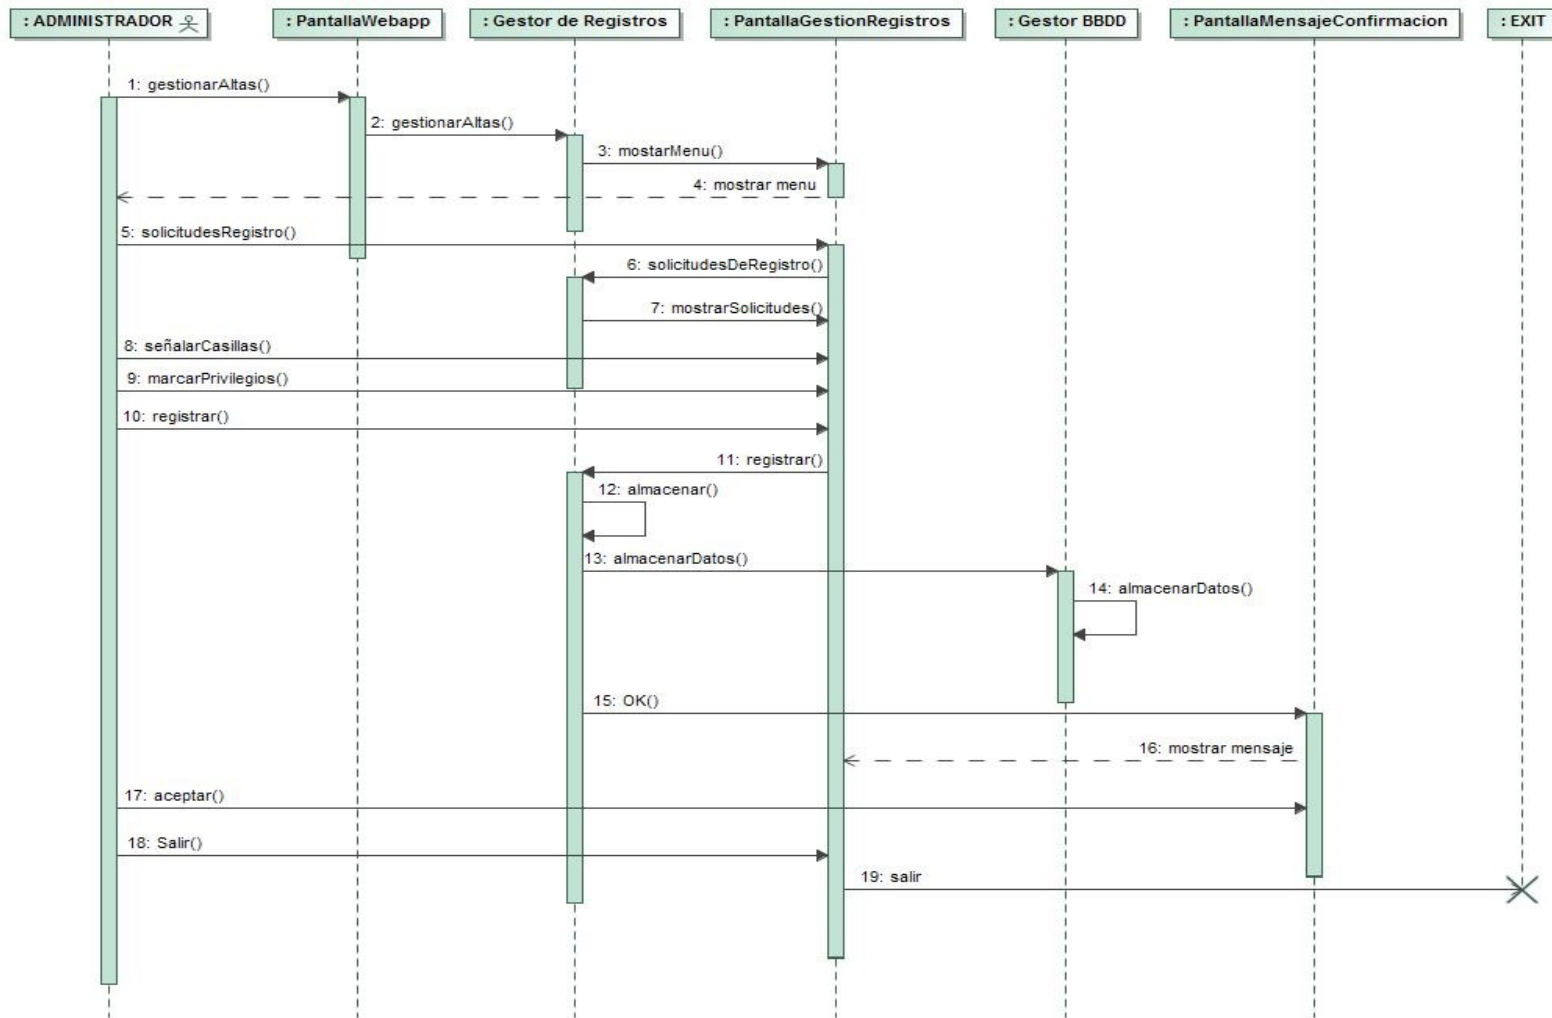 : ADMINISTRADOR
: PantallaWebapp
: Gestor de Registros
: PantallaGestionRegistros
: Gestor BBDD
: PantallaMensajeConfirmacion
: EXIT
1: gestionarAltas()
2: gestionarAltas()
3: mostarMenu()
4: mostrar menu
5: solicitudesRegistro()
6: solicitudesDeRegistro()
7: mostrarSolicitudes()
8: señalarCasillas()
9: marcarPrivilegios()
10: registrar()
11: registrar()
12: almacenar()
13: almacenarDatos()
14: almacenarDatos()
15: OK()
16: mostrar mensaje
17: aceptar()
18: Salir()
19: salir